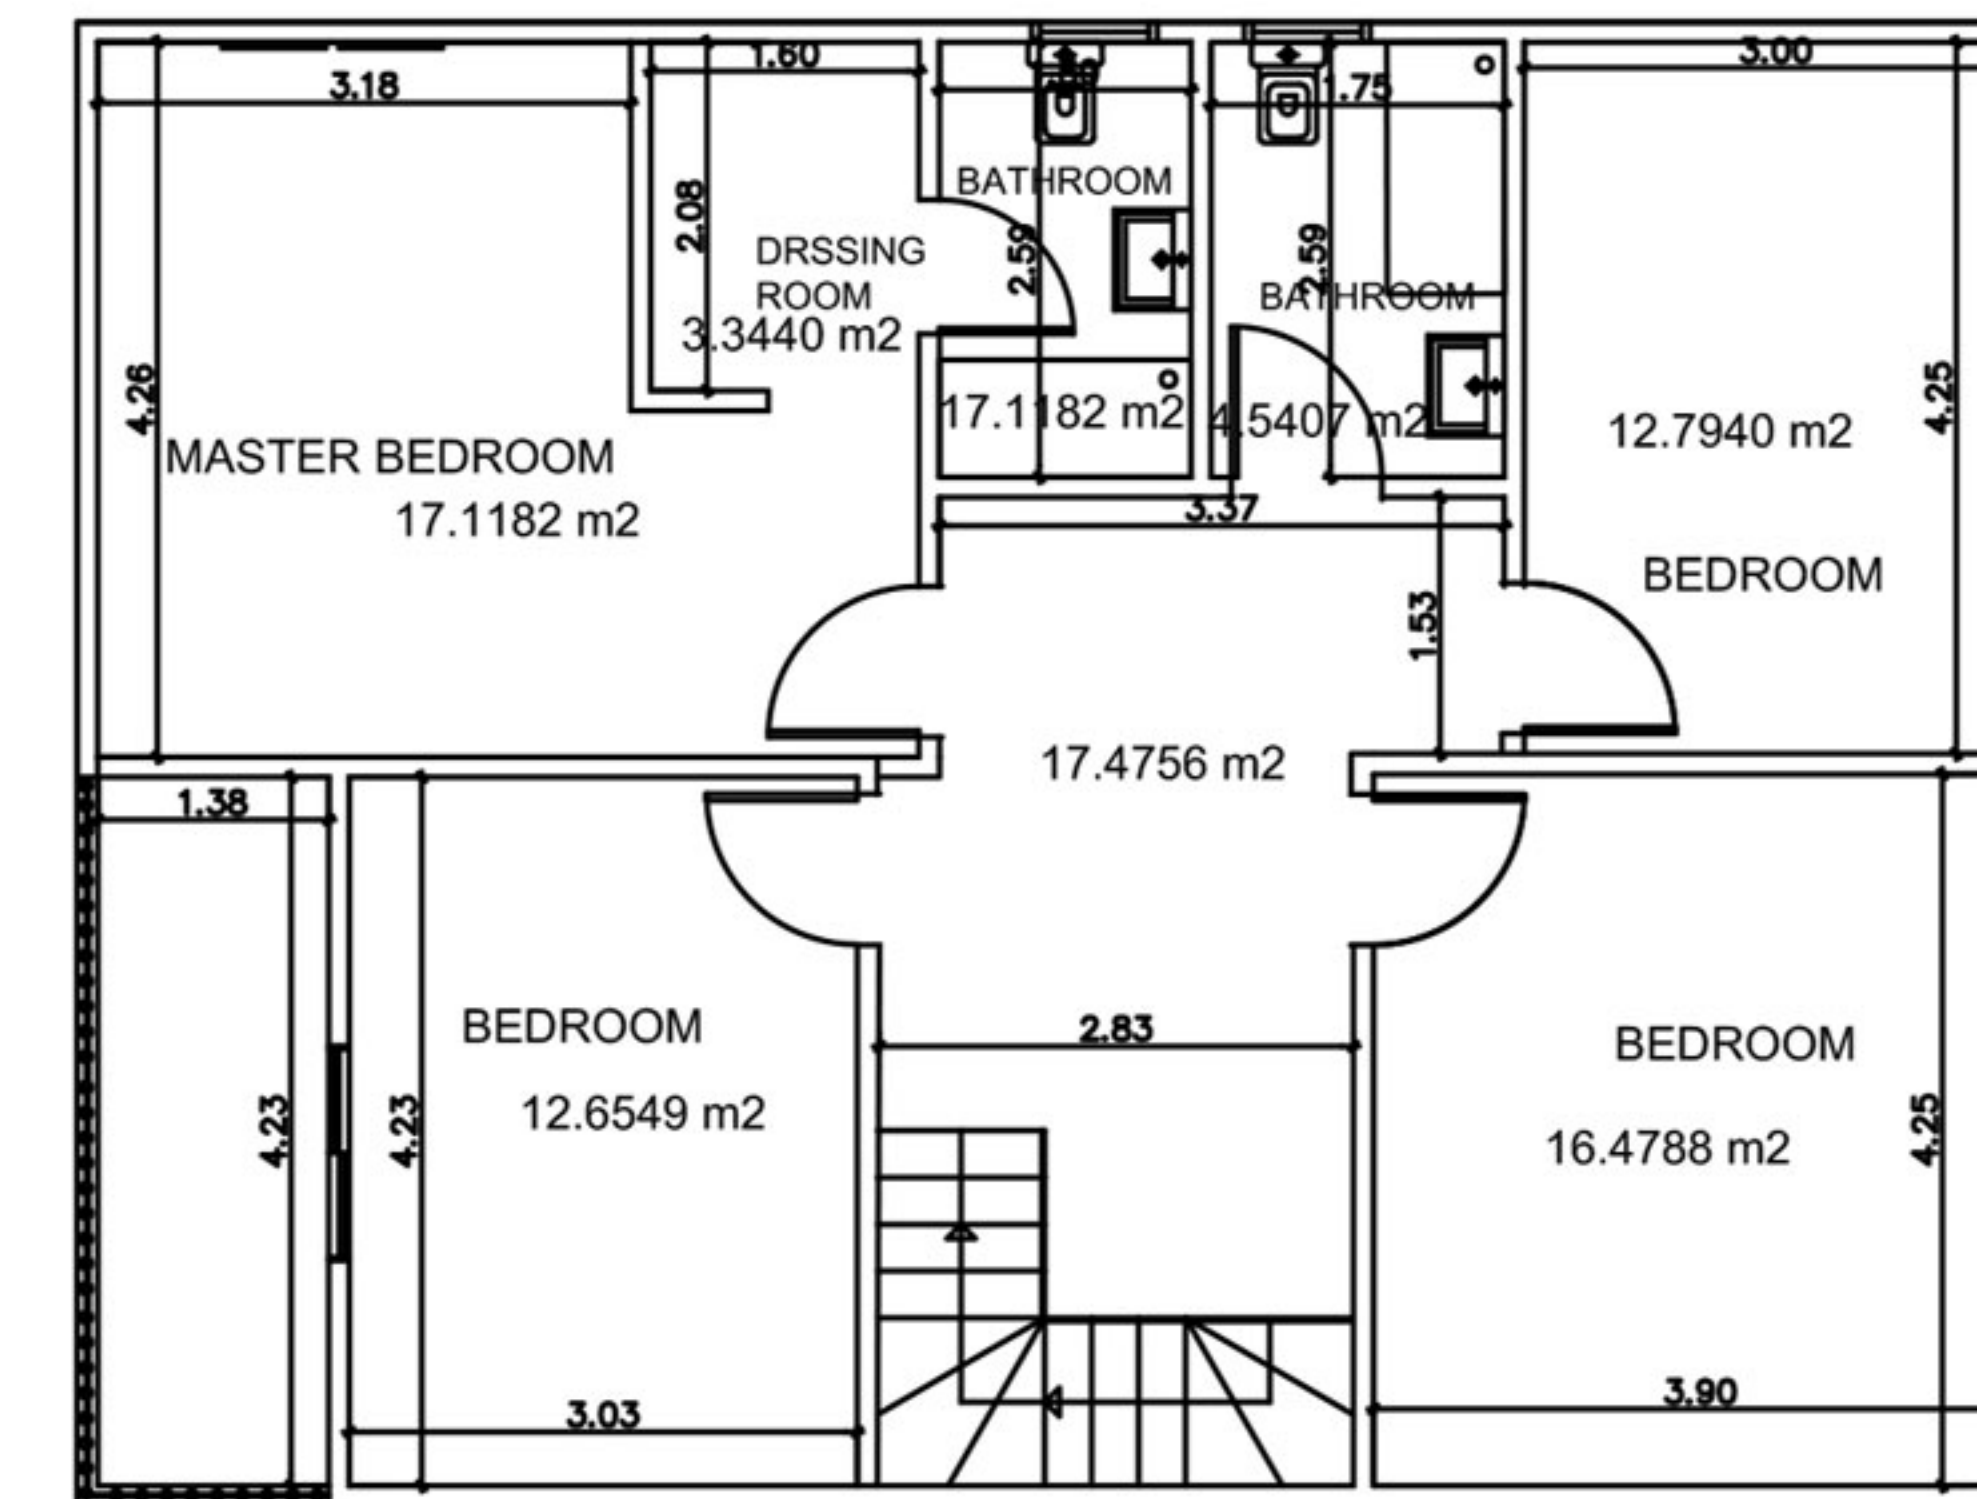 1.60
3.00
3.18
1.75
BATHROOM
2.08
DRSSING
ROOM
3.3440 m2
2.59
2.59
BATHROOM
4.26
4.25
17.1182 m2
4.5407 m2
12.7940 m2
MASTER BEDROOM
17.1182 m2
3.37
BEDROOM
1.53
17.4756 m2
1.38
BEDROOM
2.83
BEDROOM
12.6549 m2
4.23
4.23
16.4788 m2
4.25
3.03
3.90